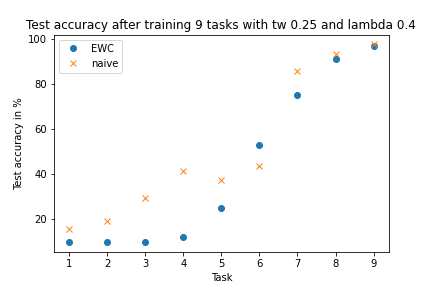 Test accuracy after training 9 tasks with tw 0.25 and lambda 0.4
100
80
60
40
20
Test accuracy in %
EWC
naive
1 2 3 4 5 6 7 8 9
Task